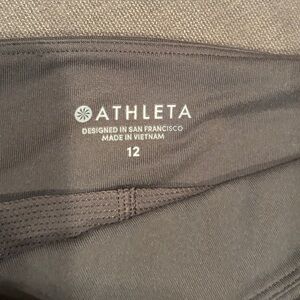 ATHLETA
DESIGNED IN SAN FRANCISCO
MADE IN VIETNAM
12